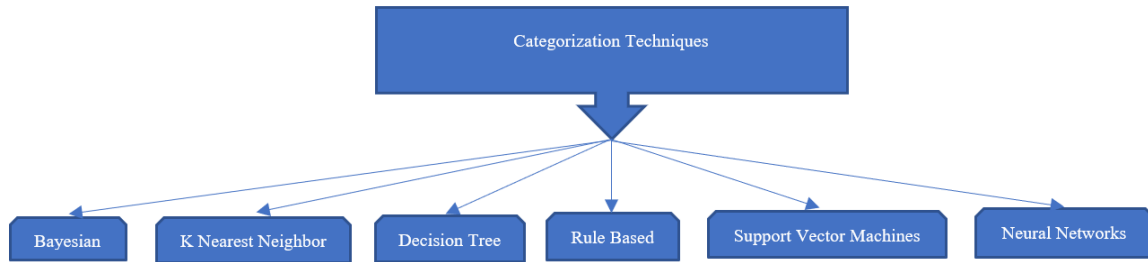 Categorization Techniques
Bayesian
K Nearest Neighbor
Decision Tree
Rule Based
Support Vector Machines
Neural Networks